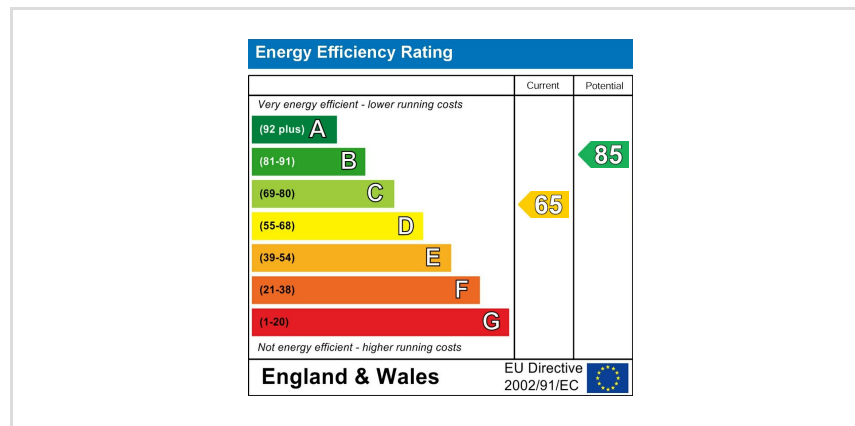 Energy Efficiency Rating
Current Potential
Very energy efficient - lower running costs
(92 plus) A
(81-91) B
85
(69-80) C
65
(55-68) D
(39-54) E
(21-38) F
(1-20) G
Not energy efficient - higher running costs
England & Wales
EU Directive
2002/91/EC